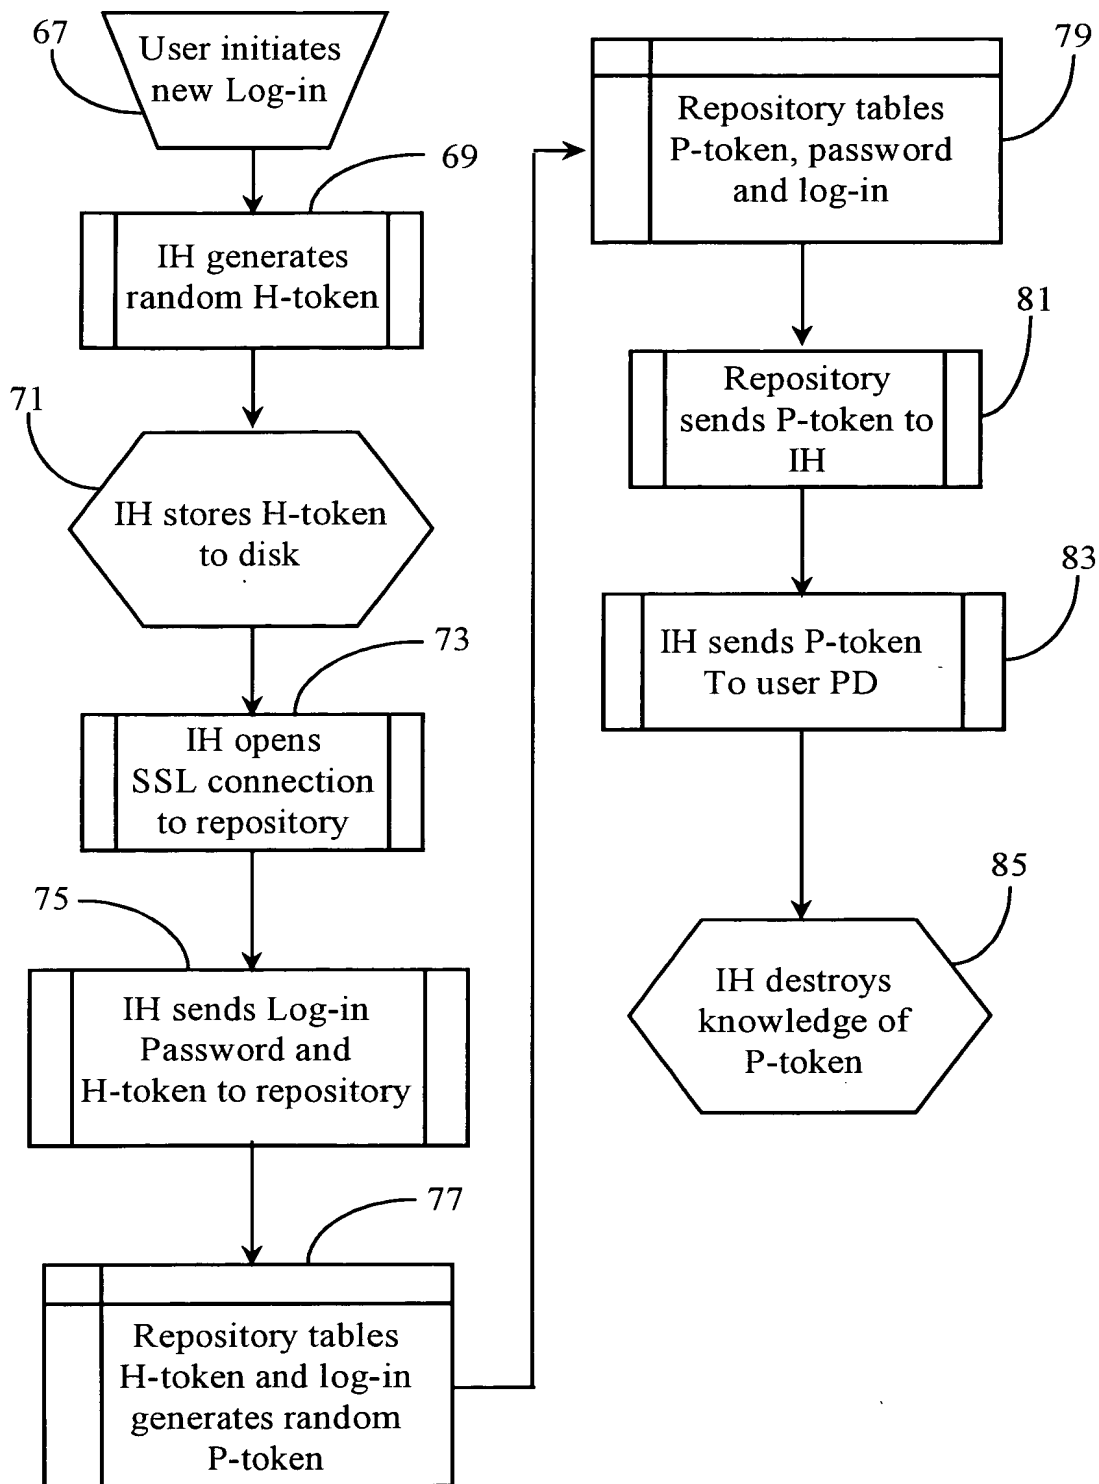 67
User initiates
new Log-in
69
IH generates
random H-token
71
IH stores H-token
to disk
73
IH opens
SSL connection
to repository
75
IH sends Log-in
Password and
H-token to repository
77
Repository tables
H-token and log-in
generates random
P-token
79
Repository tables
P-token, password
and log-in
81
Repository
sends P-token to
IH
83
IH sends P-token
To user PD
85
IH destroys
knowledge of
P-token